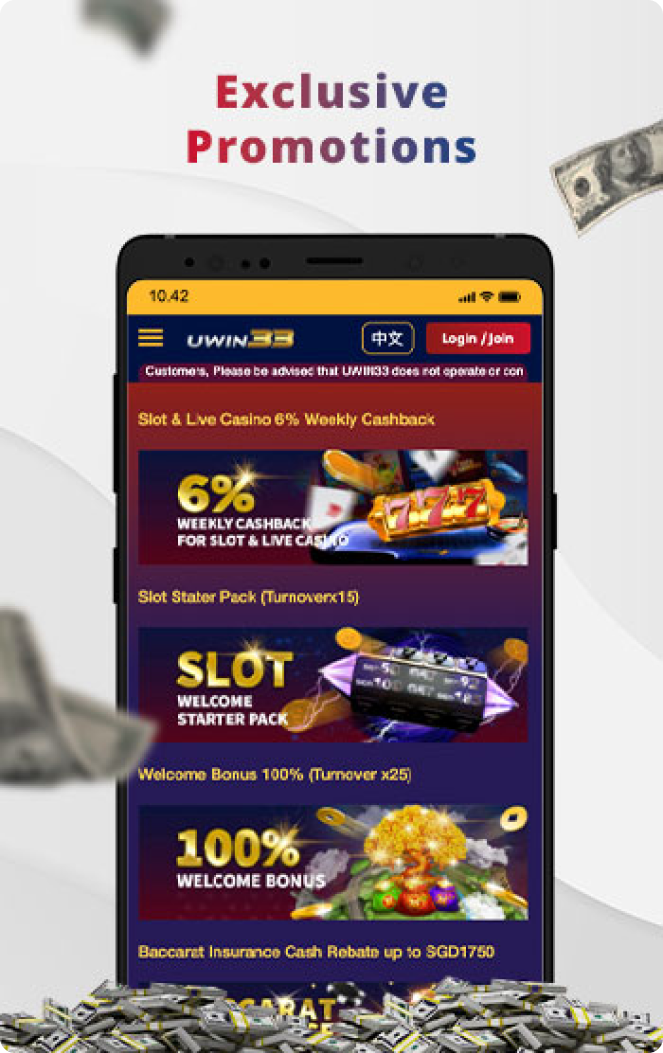 Exclusive
Promotions
10.42
UWIN33
中文
Login / Join
Customers, Please be advised that UWIN33 does not operate or con
Slot & Live Casino 6% Weekly Cashback
6%
WEEKLY CASHBACK
FOR SLOT & LIVE CASINO
777
Slot Stater Pack (Turnoverx15)
SLOT
WELCOME
STARTER PACK
Welcome Bonus 100% (Turnover x25)
100%
WELCOME BONUS
Baccarat Insurance Cash Rebate up to SGD1750